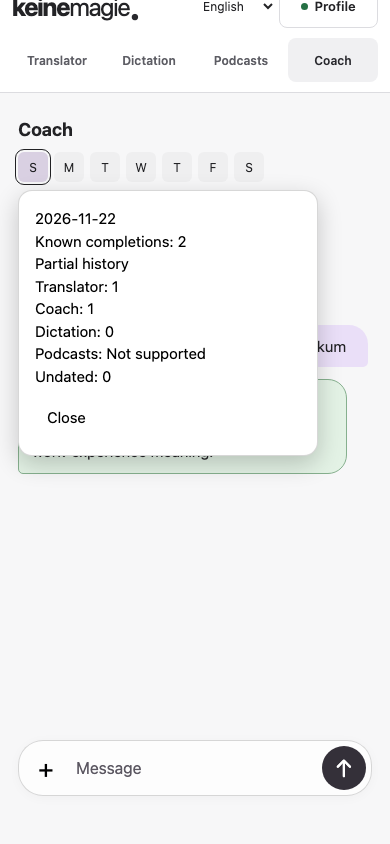 keinemagie.
English
Profile
Translator
Dictation
Podcasts
Coach
Coach
S M T W T F S
2026-11-22
Known completions: 2
Partial history
Translator: 1
Coach: 1
Dictation: 0
Podcasts: Not supported
Undated: 0
kum
Close
Message